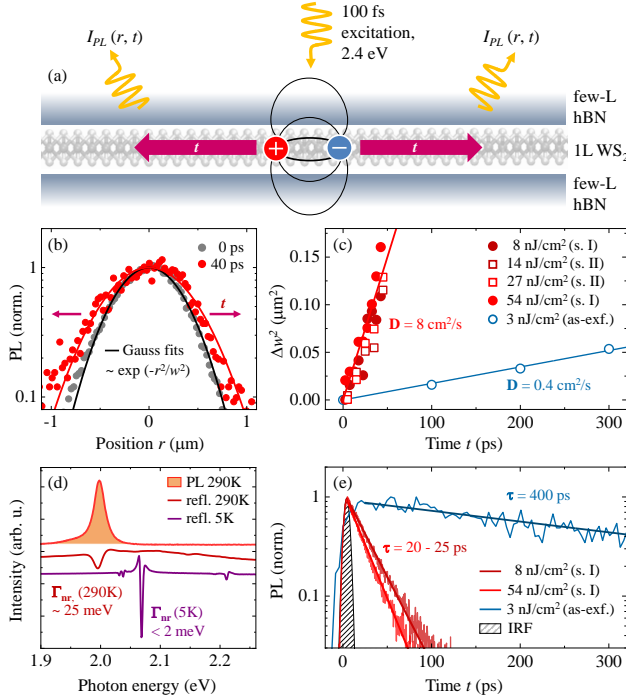 100 fs
excitation,
2.4 eV
I_PL (r, t)
I_PL (r, t)
(a)
few-L
hBN
t
+
−
t
1L WS₂
few-L
hBN
(b)
0 ps
40 ps
t
Gauss fits
~ exp (-r²/w²)
PL (norm.)
1
0.1
-1
0
1
Position r (μm)
(c)
8 nJ/cm² (s. I)
14 nJ/cm² (s. II)
27 nJ/cm² (s. II)
54 nJ/cm² (s. I)
3 nJ/cm² (as-exf.)
D = 8 cm²/s
D = 0.4 cm²/s
Δw² (μm²)
0.15
0.10
0.05
0.00
0
100
200
300
Time t (ps)
(d)
PL 290K
refl. 290K
refl. 5K
Γnr. (290K)
~ 25 meV
Γnr (5K)
< 2 meV
Intensity (arb. u.)
1.9
2.0
2.1
2.2
Photon energy (eV)
(e)
τ = 400 ps
τ = 20 - 25 ps
8 nJ/cm² (s. I)
54 nJ/cm² (s. I)
3 nJ/cm² (as-exf.)
IRF
PL (norm.)
1
0.1
0
100
200
300
Time t (ps)